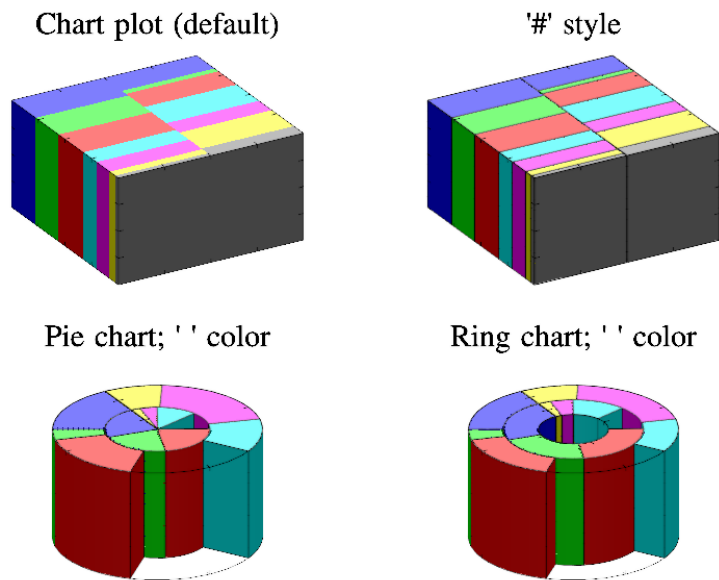 Chart plot (default)
'#' style
Pie chart; ' ' color
Ring chart; ' ' color